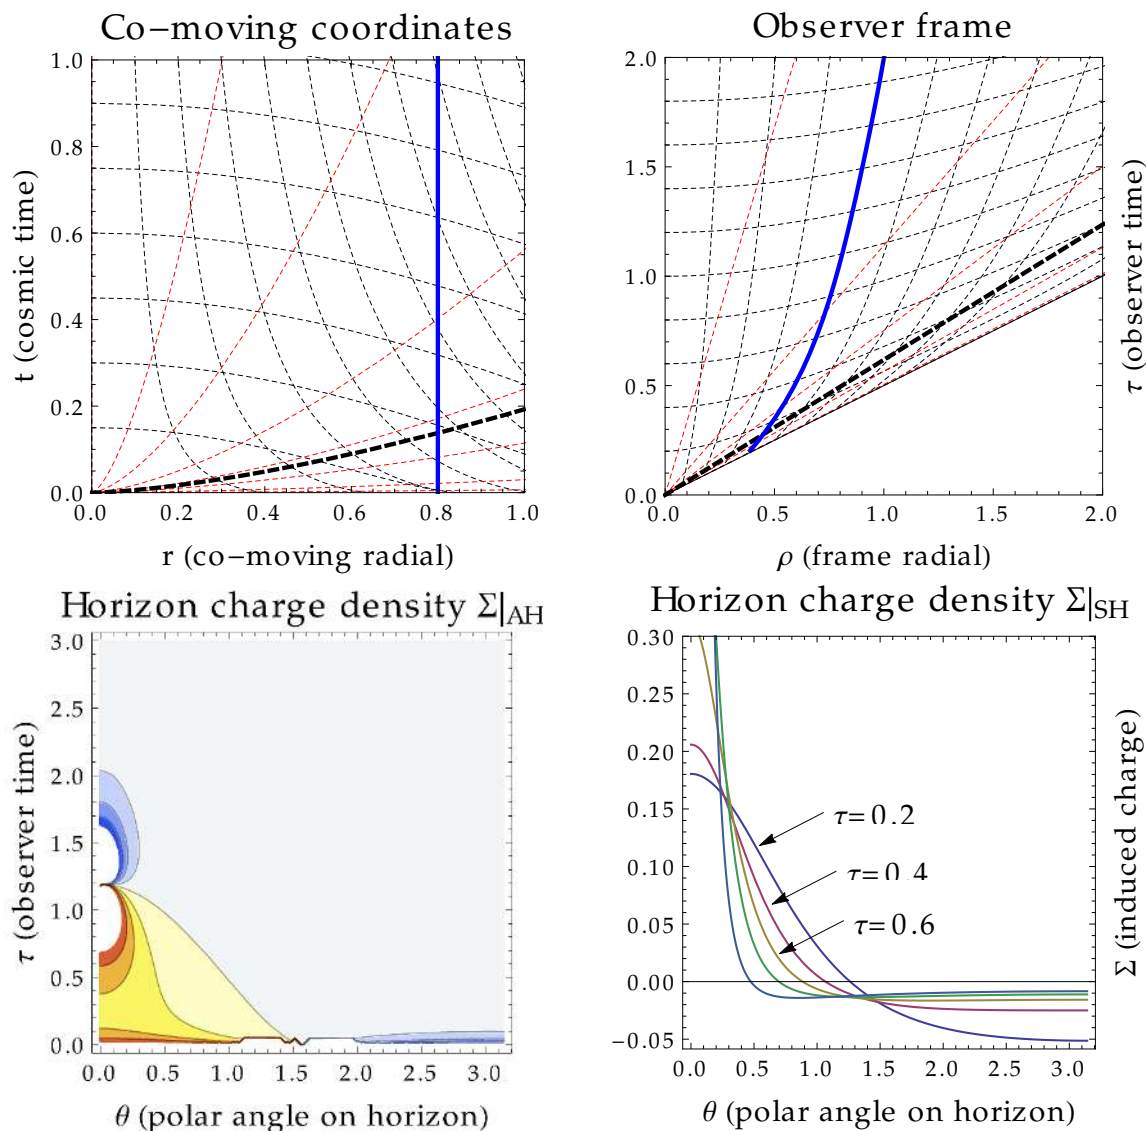 Co-moving coordinates
1.0
0.8
0.6
0.4
0.2
0.0
t (cosmic time)
0.0 0.2 0.4 0.6 0.8 1.0
r (co-moving radial)
Observer frame
2.0
1.5
1.0
0.5
0.0
τ (observer time)
0.0 0.5 1.0 1.5 2.0
ρ (frame radial)
Horizon charge density Σ|AH
3.0
2.5
2.0
1.5
1.0
0.5
0.0
τ (observer time)
0.0 0.5 1.0 1.5 2.0 2.5 3.0
θ (polar angle on horizon)
Horizon charge density Σ|SH
0.30
0.25
0.20
0.15
0.10
0.05
0.00
-0.05
τ=0.2
τ=0.4
τ=0.6
Σ (induced charge)
0.0 0.5 1.0 1.5 2.0 2.5 3.0
θ (polar angle on horizon)